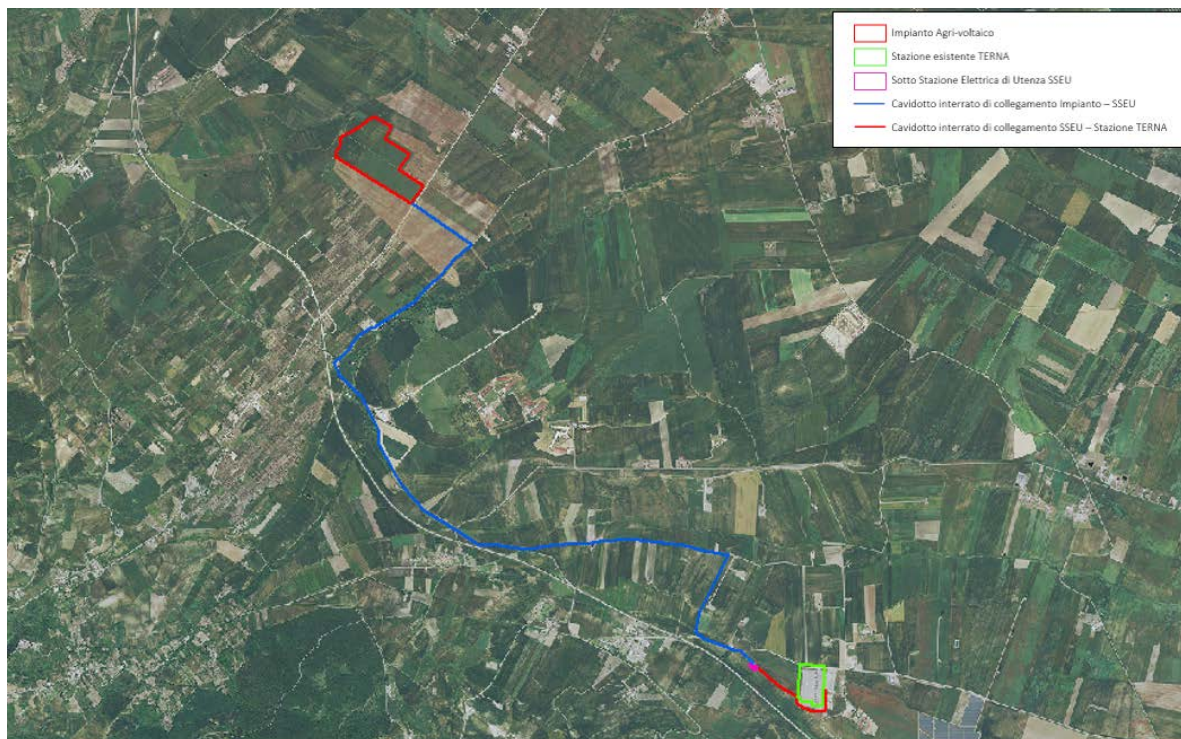 Impianto Agri-voltaico
Stazione esistente TERNA
Sotto Stazione Elettrica di Utenza SSEU
Cavidotto interrato di collegamento Impianto – SSEU
Cavidotto interrato di collegamento SSEU – Stazione TERNA